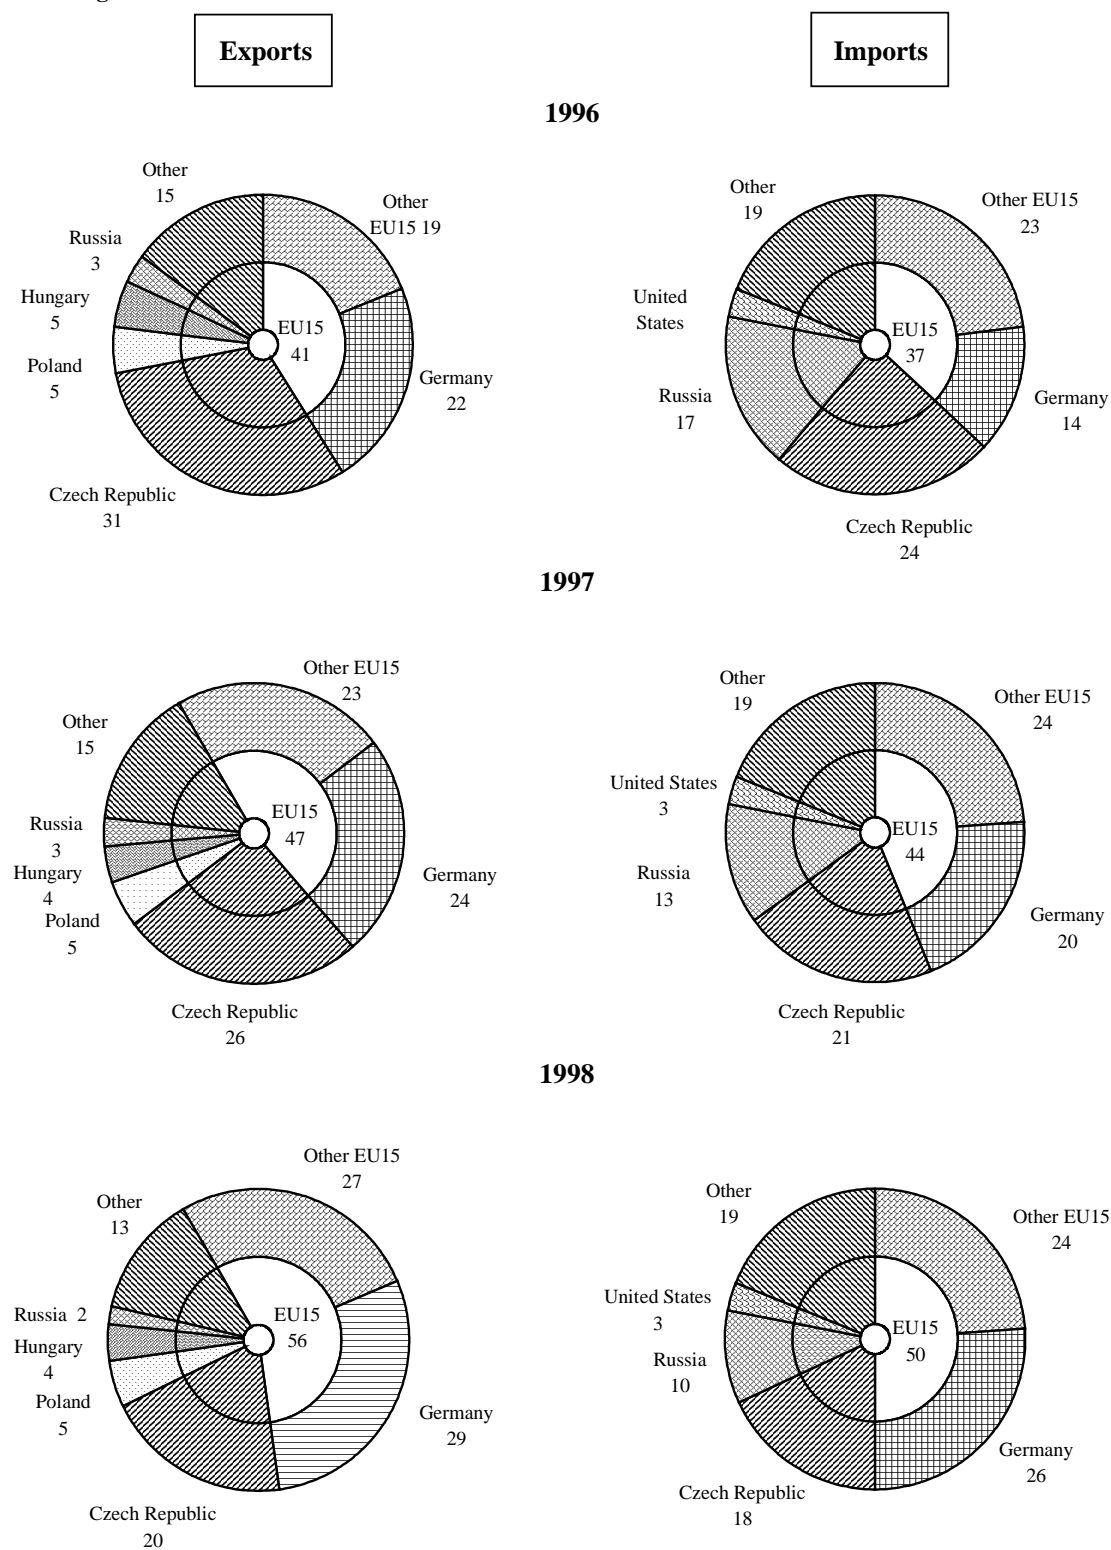 Exports
Imports
1996
Other
15
Other
EU15 19
Russia
3
Hungary
5
EU15
41
Poland
5
Germany
22
Czech Republic
31
Other
19
Other EU15
23
United
States
EU15
37
Russia
17
Germany
14
Czech Republic
24
1997
Other EU15
23
Other
15
EU15
47
Russia
3
Hungary
4
Poland
5
Germany
24
Czech Republic
26
Other
19
Other EU15
24
United States
3
EU15
44
Russia
13
Germany
20
Czech Republic
21
1998
Other EU15
27
Other
13
Russia 2
EU15
56
Hungary
4
Poland
5
Germany
29
Czech Republic
20
Other
19
Other EU15
24
United States
3
EU15
50
Russia
10
Germany
26
Czech Republic
18